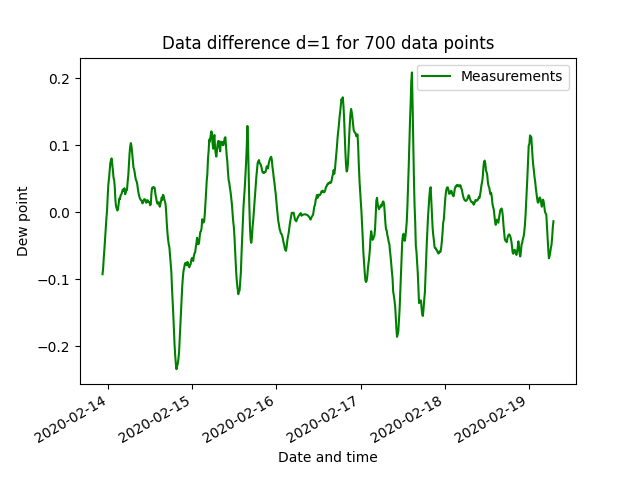 Data difference d=1 for 700 data points
Measurements
0.2
0.1
0.0
−0.1
−0.2
Dew point
2020-02-14
2020-02-15
2020-02-16
2020-02-17
2020-02-18
2020-02-19
Date and time